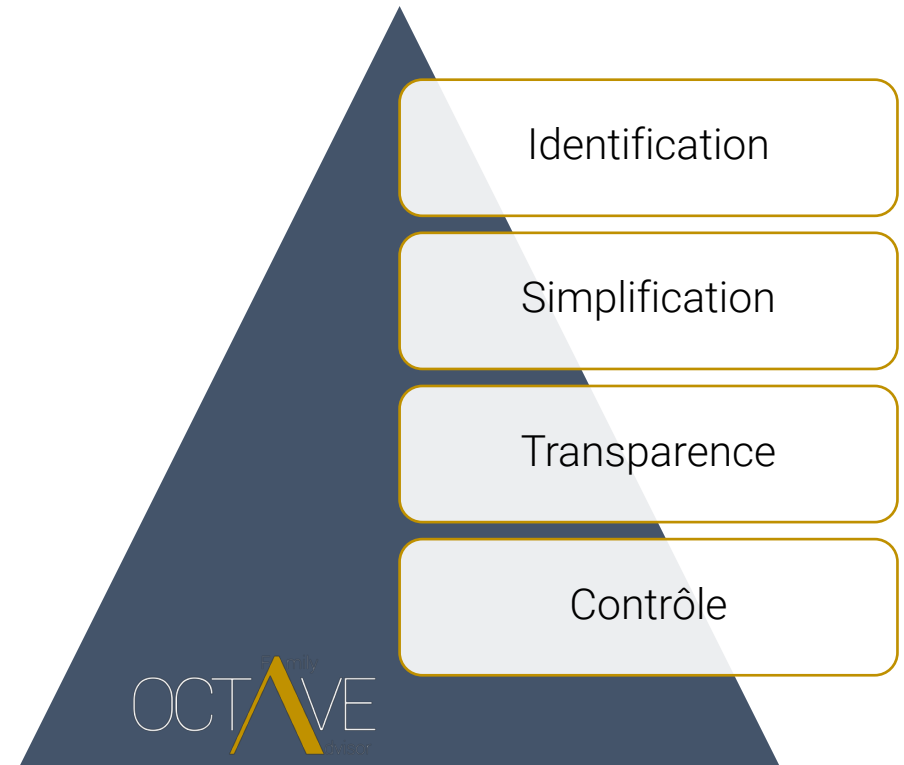 Identification
Simplification
Transparence
Contrôle
OCTAVE